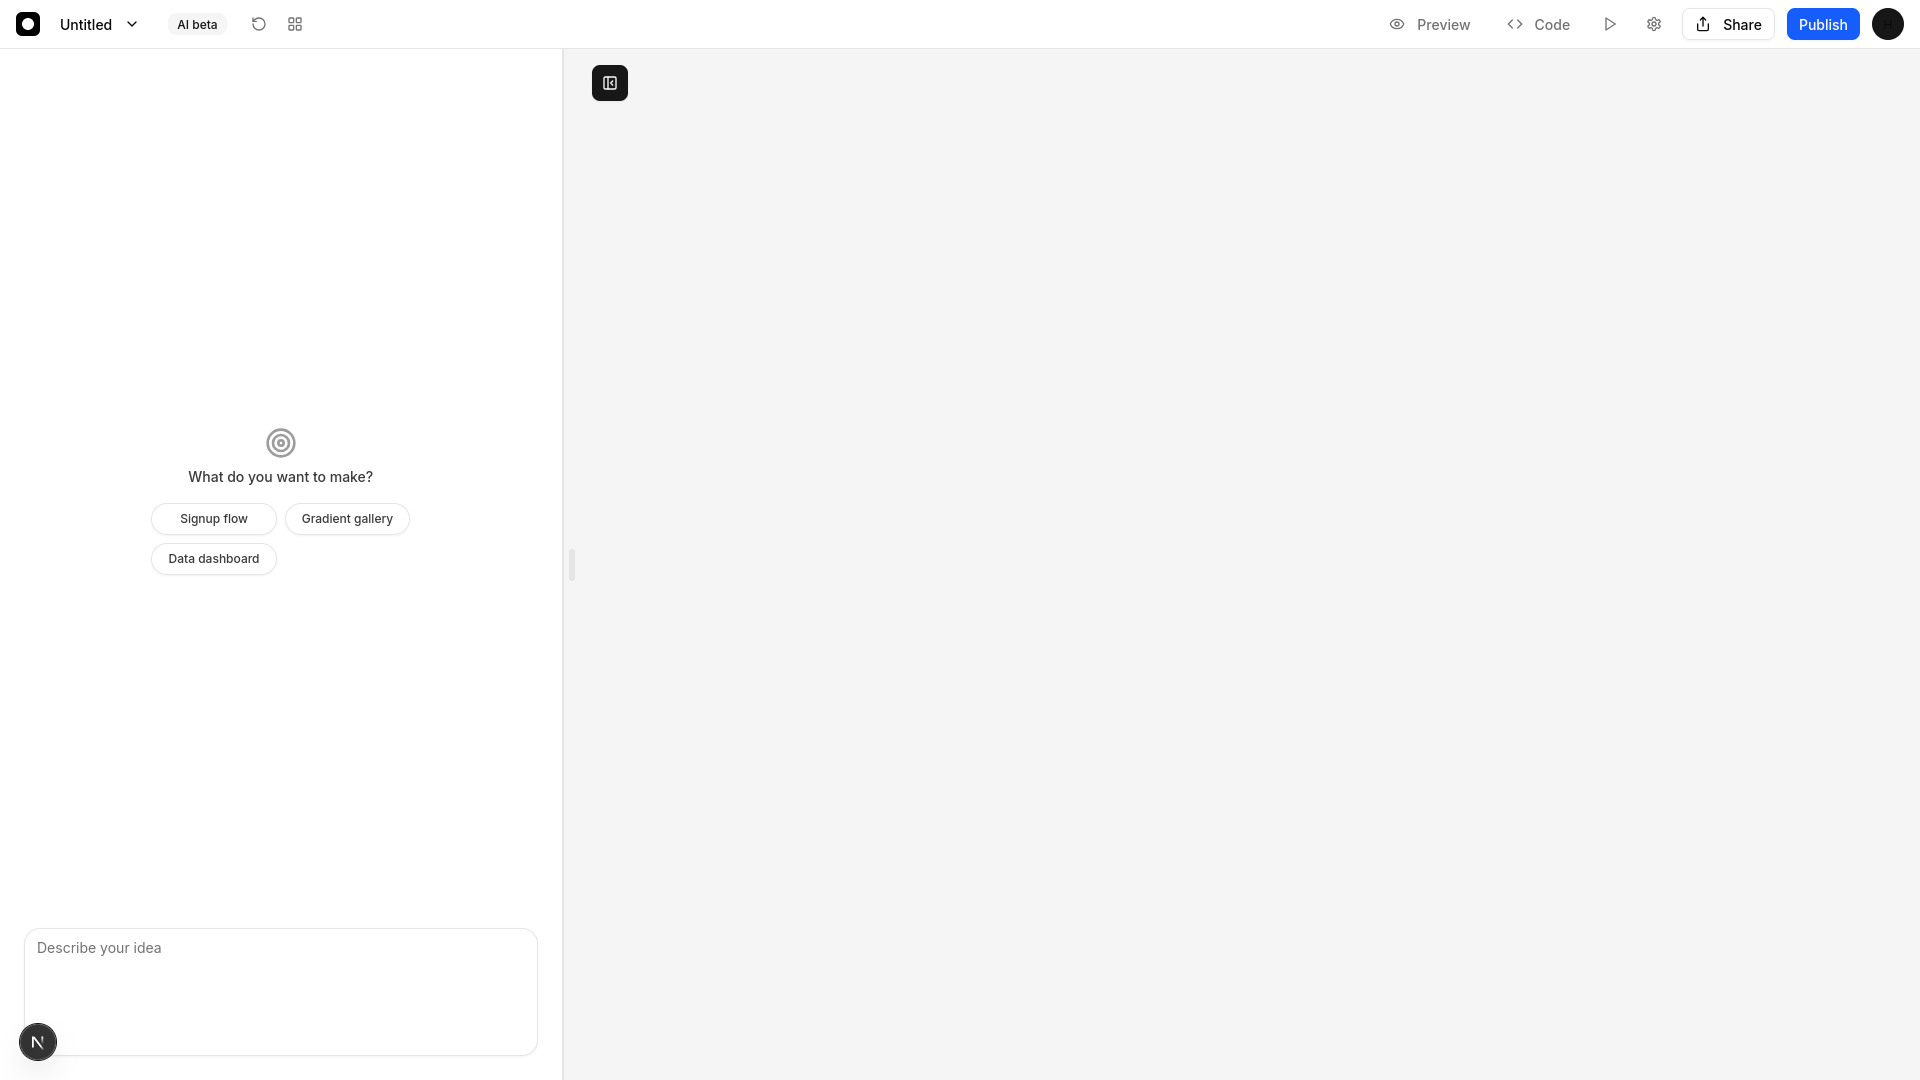 Untitled
AI beta
Preview
Code
Share
Publish
What do you want to make?
Signup flow
Gradient gallery
Data dashboard
Describe your idea
N